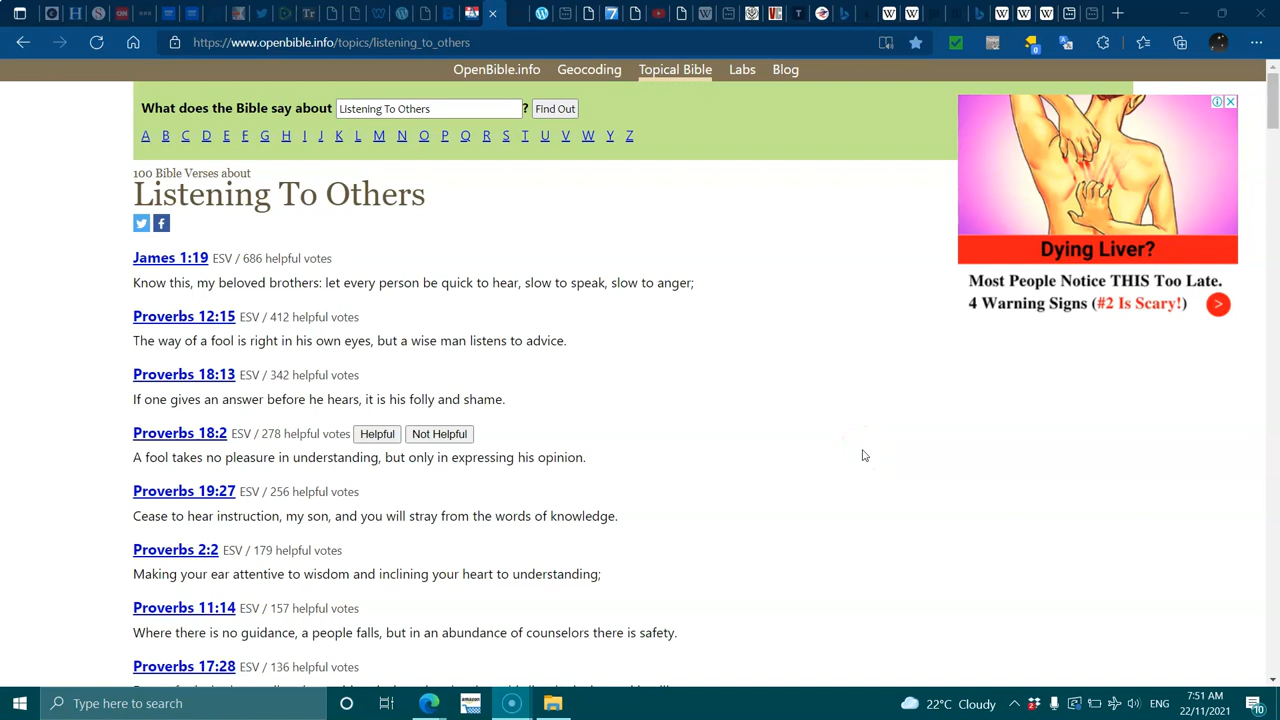 https://www.openbible.info/topics/listening_to_others
OpenBible.info Geocoding Topical Bible Labs Blog
What does the Bible say about Listening To Others ? Find Out
A B C D E F G H I J K L M N O P Q R S T U V W Y Z
100 Bible Verses about
Listening To Others
James 1:19 ESV / 686 helpful votes
Know this, my beloved brothers: let every person be quick to hear, slow to speak, slow to anger;
Proverbs 12:15 ESV / 412 helpful votes
The way of a fool is right in his own eyes, but a wise man listens to advice.
Proverbs 18:13 ESV / 342 helpful votes
If one gives an answer before he hears, it is his folly and shame.
Proverbs 18:2 ESV / 278 helpful votes Helpful Not Helpful
A fool takes no pleasure in understanding, but only in expressing his opinion.
Proverbs 19:27 ESV / 256 helpful votes
Cease to hear instruction, my son, and you will stray from the words of knowledge.
Proverbs 2:2 ESV / 179 helpful votes
Making your ear attentive to wisdom and inclining your heart to understanding;
Proverbs 11:14 ESV / 157 helpful votes
Where there is no guidance, a people falls, but in an abundance of counselors there is safety.
Proverbs 17:28 ESV / 136 helpful votes
Dying Liver?
Most People Notice THIS Too Late.
4 Warning Signs (#2 Is Scary!)
Type here to search
amazon
22°C Cloudy
ENG
7:51 AM
22/11/2021
10